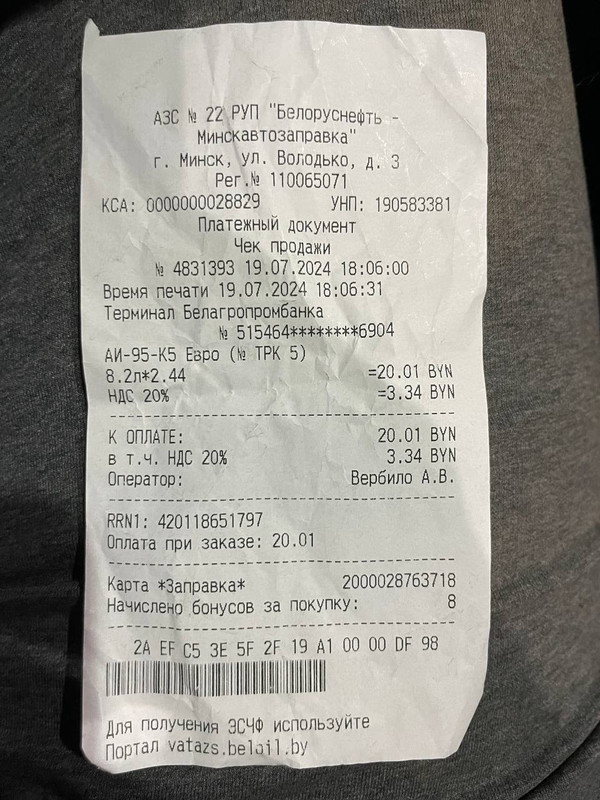 АЗС № 22 РУП "Белоруснефть -
Минскавтозаправка"
г. Минск, ул. Володько, д. 3
Рег.№ 110065071
КСА: 0000000028829 УНП: 190583381
Платежный документ
Чек продажи
№ 4831393 19.07.2024 18:06:00
Время печати 19.07.2024 18:06:31
Терминал Белагропромбанка
№ 515464********6904
АИ-95-К5 Евро (№ ТРК 5)
8.2л*2.44 =20.01 BYN
НДС 20% =3.34 BYN
К ОПЛАТЕ: 20.01 BYN
в т.ч. НДС 20% 3.34 BYN
Оператор: Вербило А.В.
RRN1: 420118651797
Оплата при заказе: 20.01
Карта *Заправка* 2000028763718
Начислено бонусов за покупку: 8
2A EF C5 3E 5F 2F 19 A1 00 00 DF 98
Для получения ЭСЧФ используйте
Портал vatazs.beloil.by